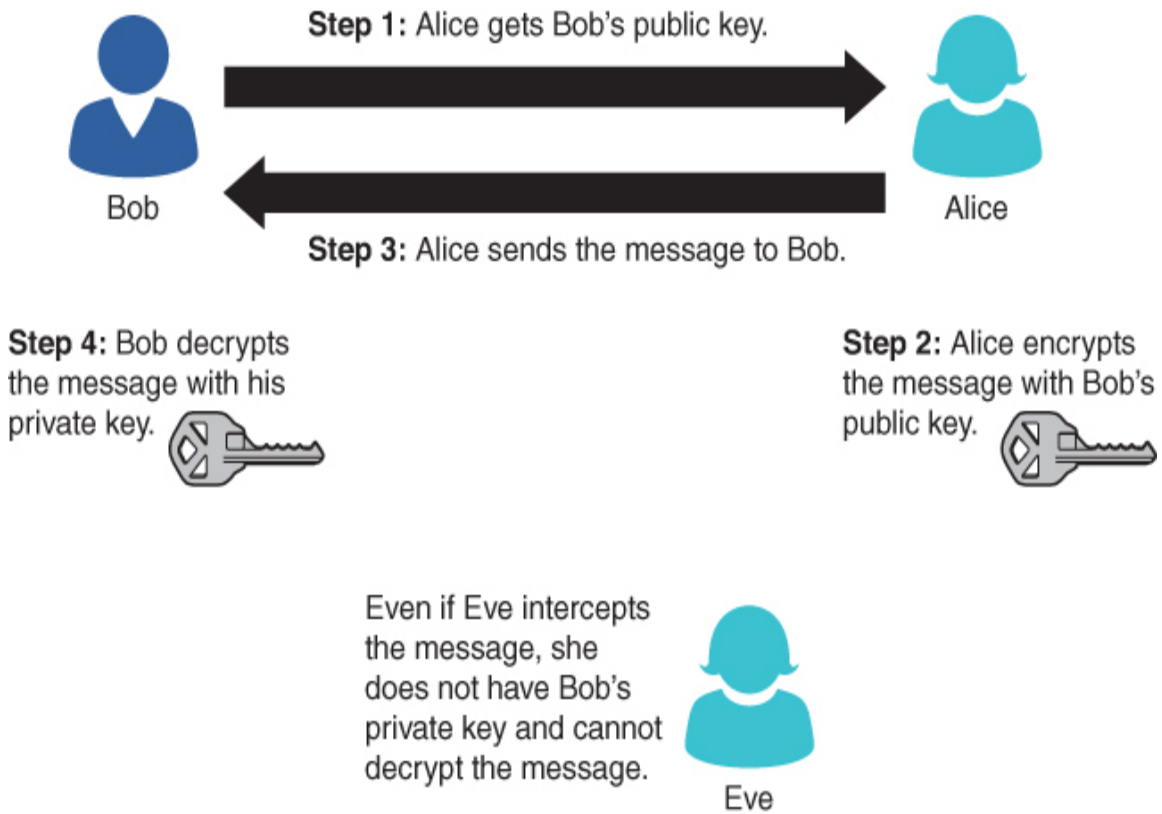 Step 1: Alice gets Bob's public key.
Bob
Alice
Step 3: Alice sends the message to Bob.
Step 4: Bob decrypts
the message with his
private key.
Step 2: Alice encrypts
the message with Bob's
public key.
Even if Eve intercepts
the message, she
does not have Bob's
private key and cannot
decrypt the message.
Eve